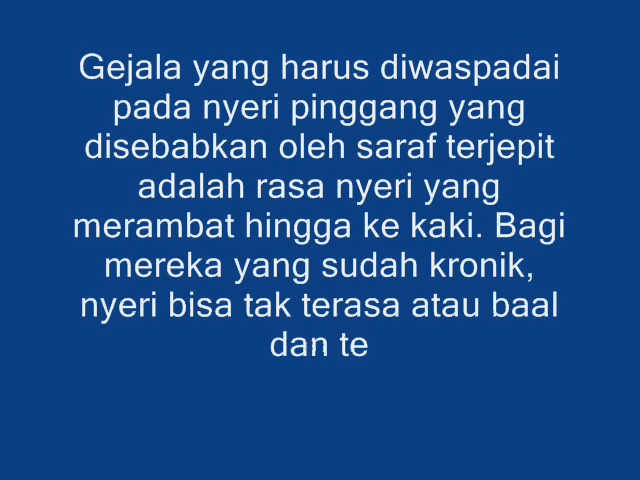 Gejala yang harus diwaspadai
pada nyeri pinggang yang
disebabkan oleh saraf terjepit
adalah rasa nyeri yang
merambat hingga ke kaki. Bagi
mereka yang sudah kronik,
nyeri bisa tak terasa atau baal
dan te